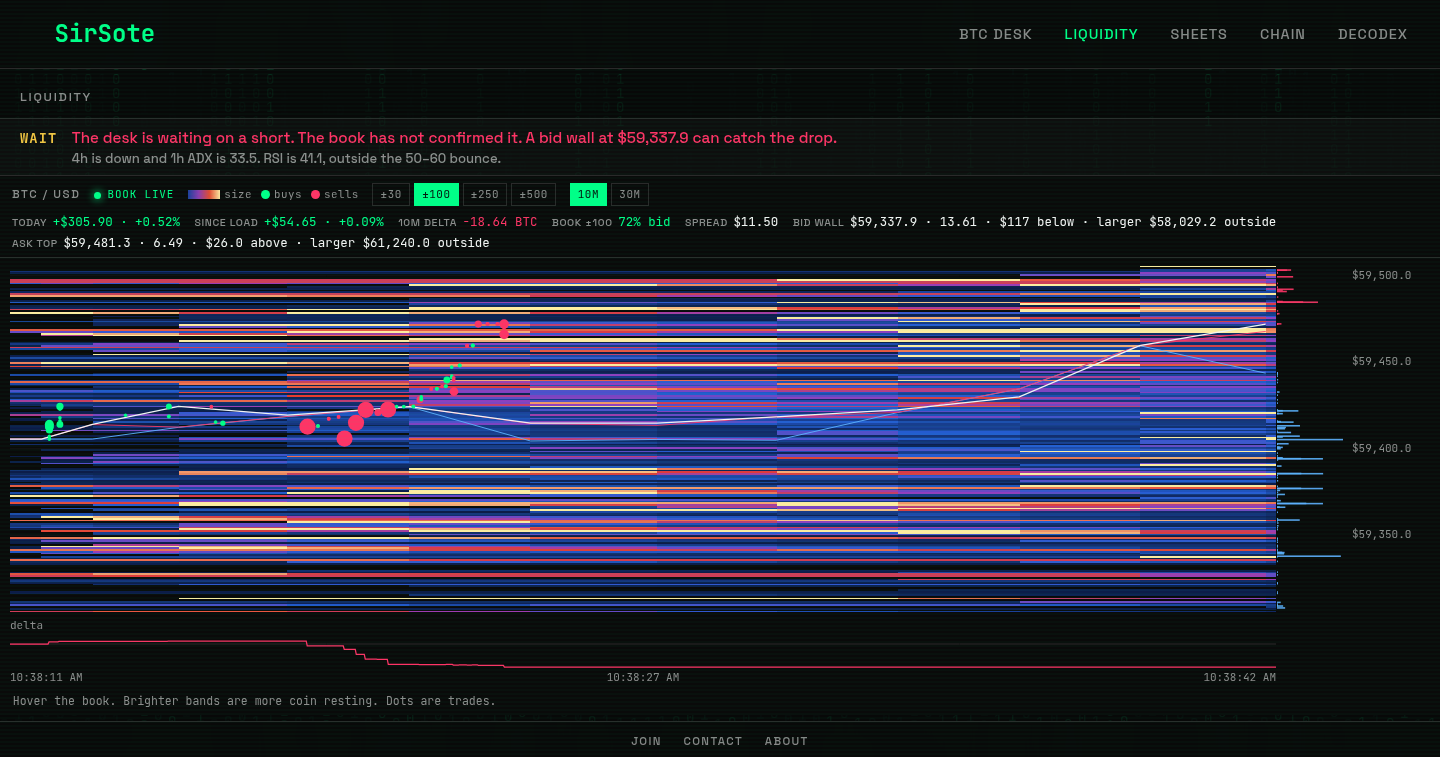 SirSote
BTC DESK LIQUIDITY SHEETS CHAIN DECODEX
LIQUIDITY
WAIT The desk is waiting on a short. The book has not confirmed it. A bid wall at $59,337.9 can catch the drop.
4h is down and 1h ADX is 33.5. RSI is 41.1, outside the 50–60 bounce.
BTC / USD BOOK LIVE size buys sells ±30 ±100 ±250 ±500 10M 30M
TODAY +$305.90 · +0.52% SINCE LOAD +$54.65 · +0.09% 10M DELTA -18.64 BTC BOOK ±100 72% bid SPREAD $11.50 BID WALL $59,337.9 · 13.61 · $117 below · larger $58,029.2 outside
ASK TOP $59,481.3 · 6.49 · $26.0 above · larger $61,240.0 outside
$59,500.0
$59,450.0
$59,400.0
$59,350.0
delta
10:38:11 AM 10:38:27 AM 10:38:42 AM
Hover the book. Brighter bands are more coin resting. Dots are trades.
JOIN CONTACT ABOUT